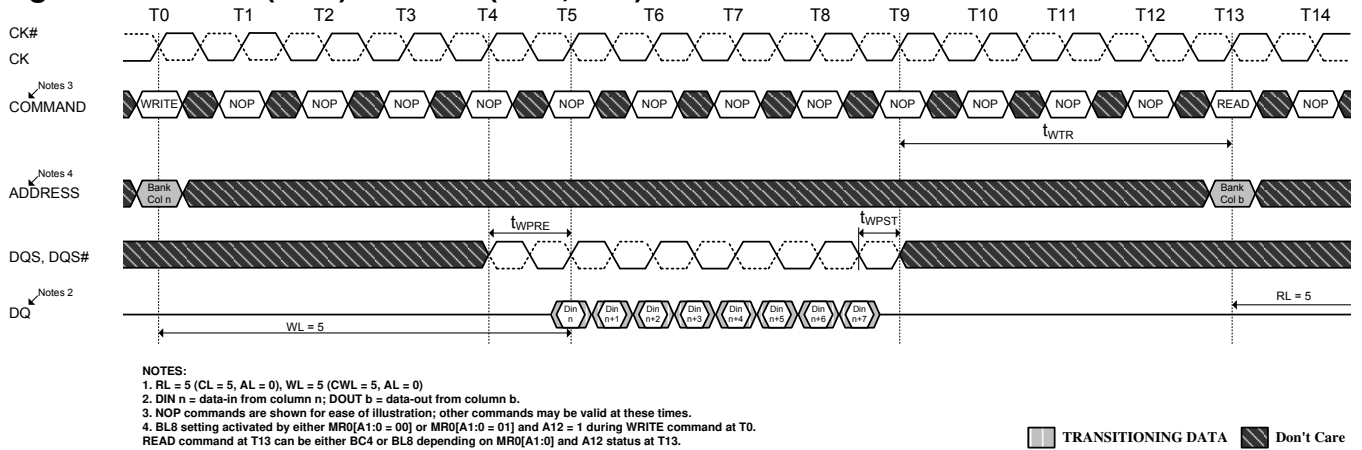 T0 T1 T2 T3 T4 T5 T6 T7 T8 T9 T10 T11 T12 T13 T14
CK#
CK
Notes 3
COMMAND
WRITE NOP NOP NOP NOP NOP NOP NOP NOP NOP NOP NOP NOP READ NOP
tWTR
Notes 4
ADDRESS
Bank Bank
Col n Col b
tWPRE tWPST
DQS, DQS#
Notes 2
DQ
Din Din Din Din Din Din Din Din
n n+1 n+2 n+3 n+4 n+5 n+6 n+7
RL = 5
WL = 5
NOTES:
1. RL = 5 (CL = 5, AL = 0), WL = 5 (CWL = 5, AL = 0)
2. DIN n = data-in from column n; DOUT b = data-out from column b.
3. NOP commands are shown for ease of illustration; other commands may be valid at these times.
4. BL8 setting activated by either MR0[A1:0 = 00] or MR0[A1:0 = 01] and A12 = 1 during WRITE command at T0.
READ command at T13 can be either BC4 or BL8 depending on MR0[A1:0] and A12 status at T13.
TRANSITIONING DATA Don't Care